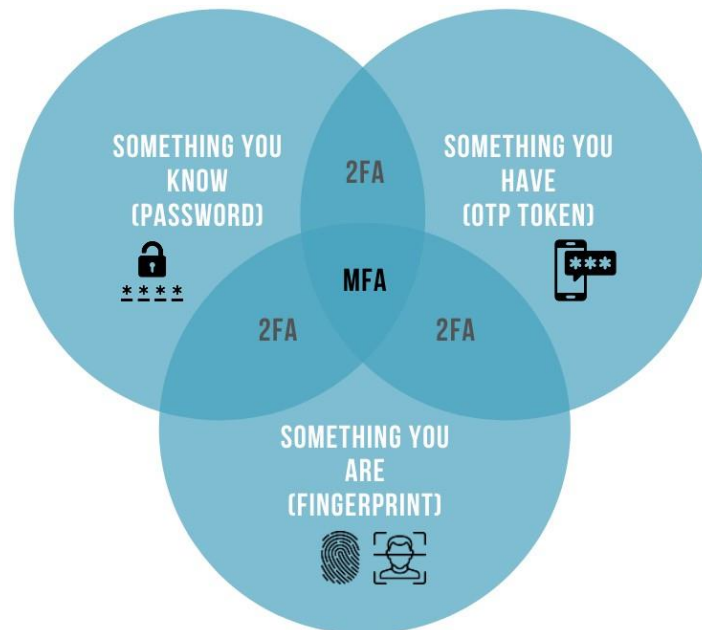 SOMETHING YOU
KNOW
(PASSWORD)
2FA
SOMETHING YOU
HAVE
(OTP TOKEN)
* * * *
***
MFA
2FA
2FA
SOMETHING YOU
ARE
(FINGERPRINT)